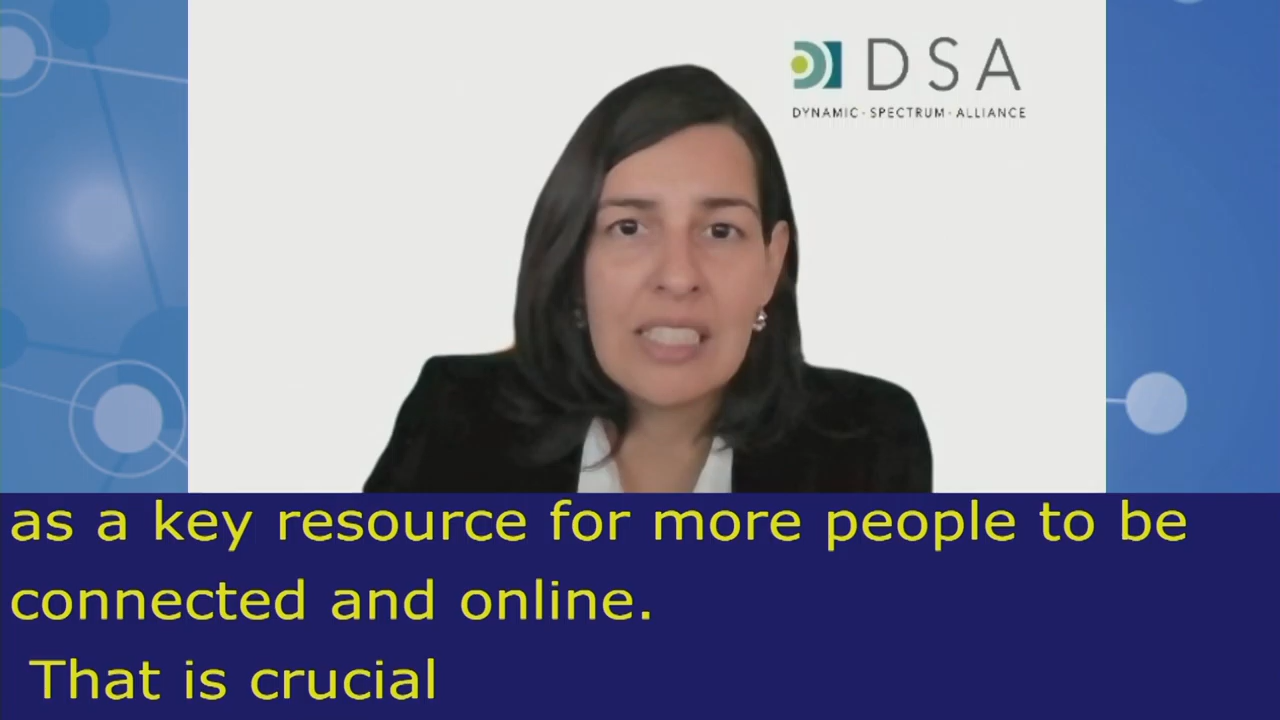 DSA
DYNAMIC · SPECTRUM · ALLIANCE
as a key resource for more people to be
connected and online.
That is crucial